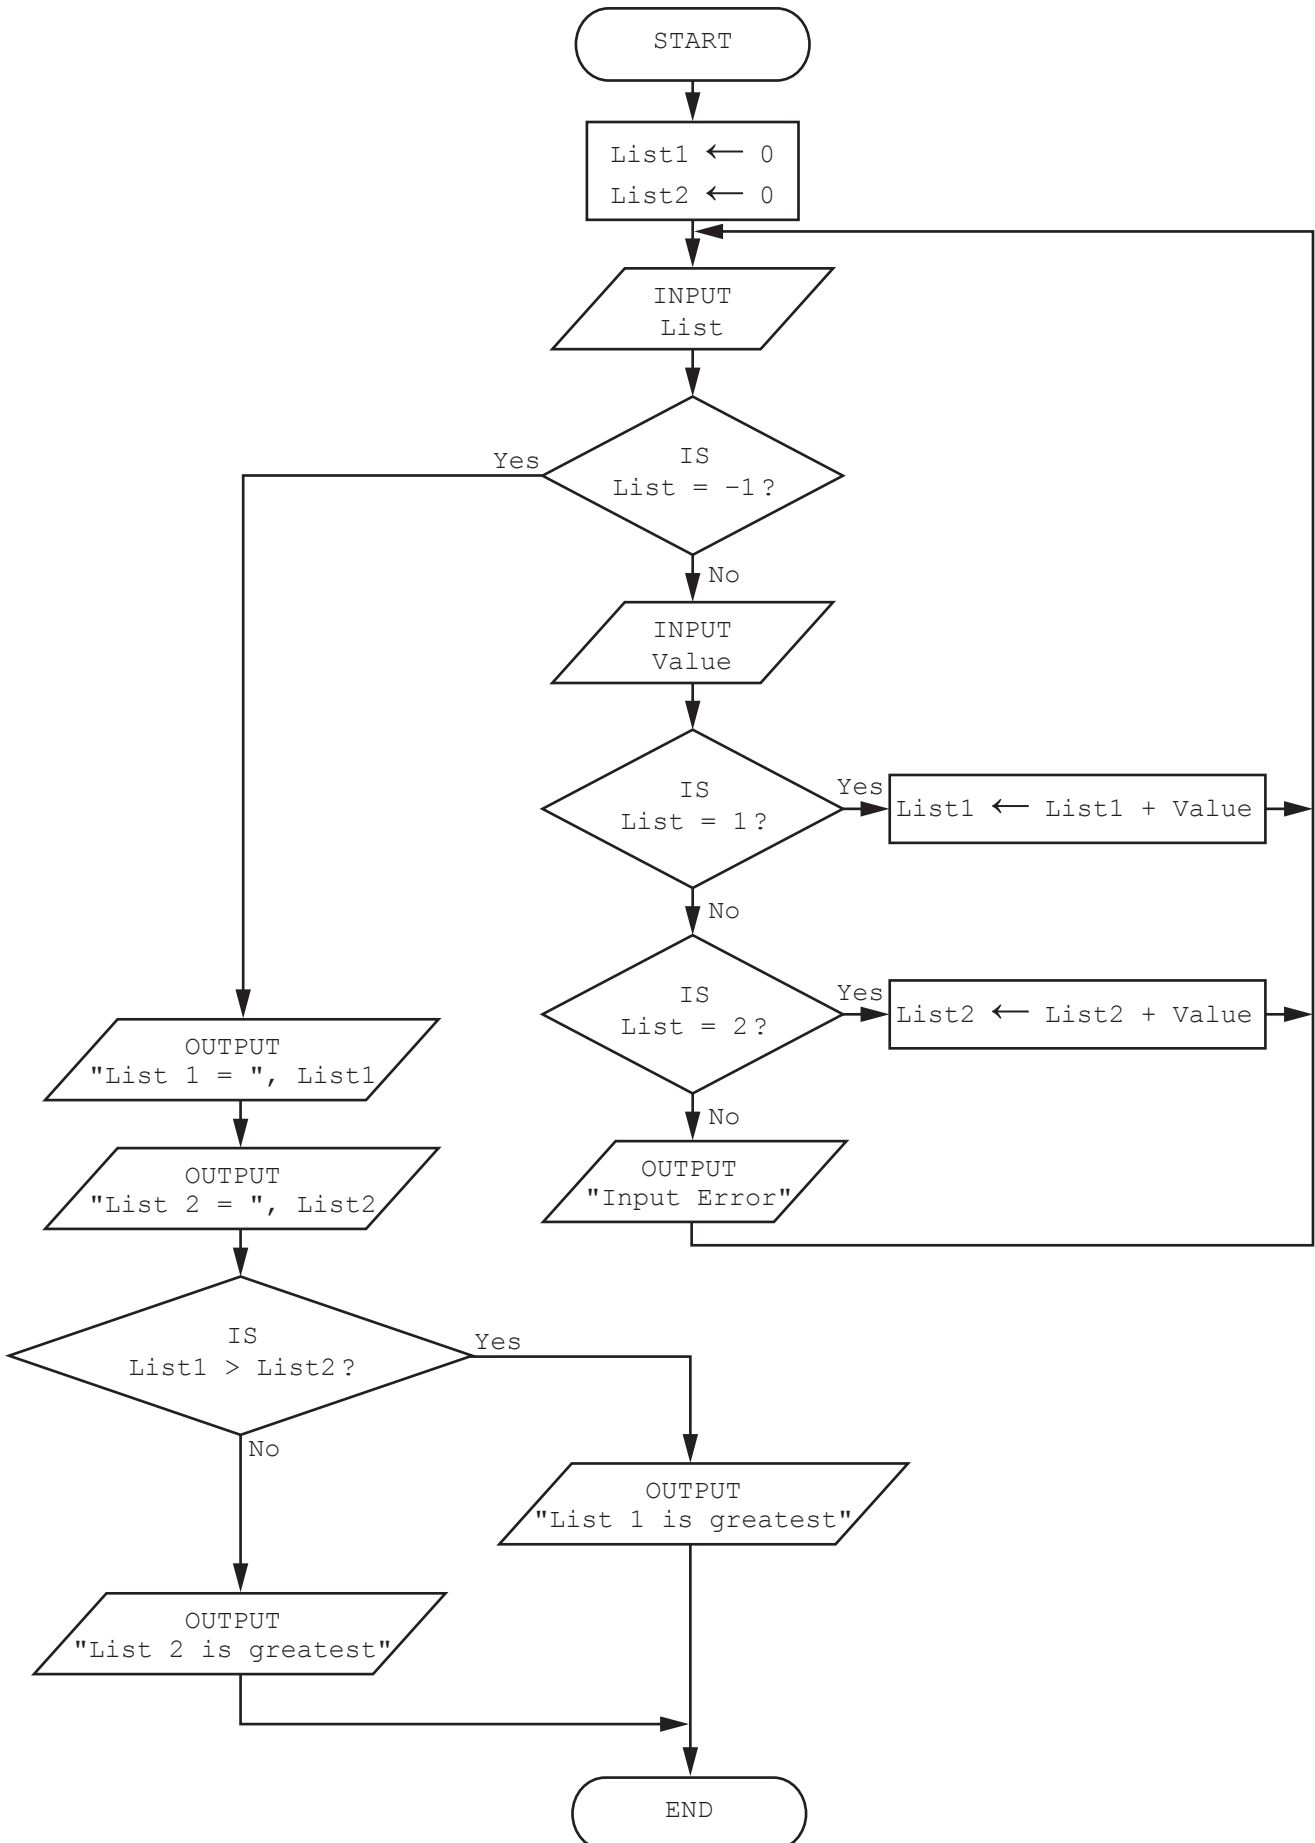 START
List1 ← 0
List2 ← 0
INPUT
List
IS
List = –1?
Yes
No
INPUT
Value
IS
List = 1?
Yes
List1 ← List1 + Value
No
IS
List = 2?
Yes
List2 ← List2 + Value
No
OUTPUT
"Input Error"
OUTPUT
"List 1 = ", List1
OUTPUT
"List 2 = ", List2
IS
List1 > List2?
Yes
No
OUTPUT
"List 1 is greatest"
OUTPUT
"List 2 is greatest"
END